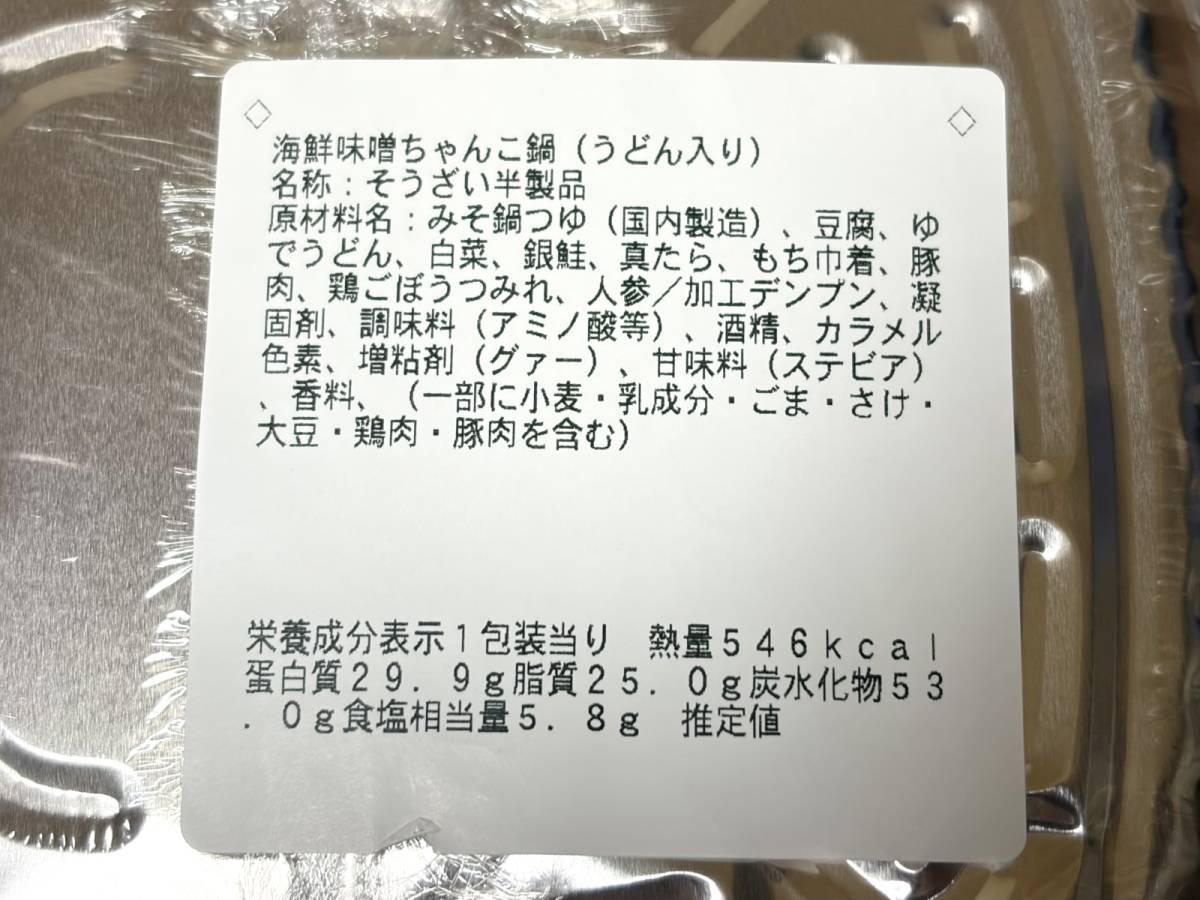 海鮮味噌ちゃんこ鍋（うどん入り）
名称：そうざい半製品
原材料名：みそ鍋つゆ（国内製造）、豆腐、ゆ
でうどん、白菜、銀鮭、真たら、もち巾着、豚
肉、鶏ごぼうつみれ、人参／加工デンプン、凝
固剤、調味料（アミノ酸等）、酒精、カラメル
色素、増粘剤（グァー）、甘味料（ステビア）
、香料、（一部に小麦・乳成分・ごま・さけ・
大豆・鶏肉・豚肉を含む）
栄養成分表示１包装当り　熱量５４６ｋｃａｌ
蛋白質２９．９ｇ脂質２５．０ｇ炭水化物５３
．０ｇ食塩相当量５．８ｇ　推定値